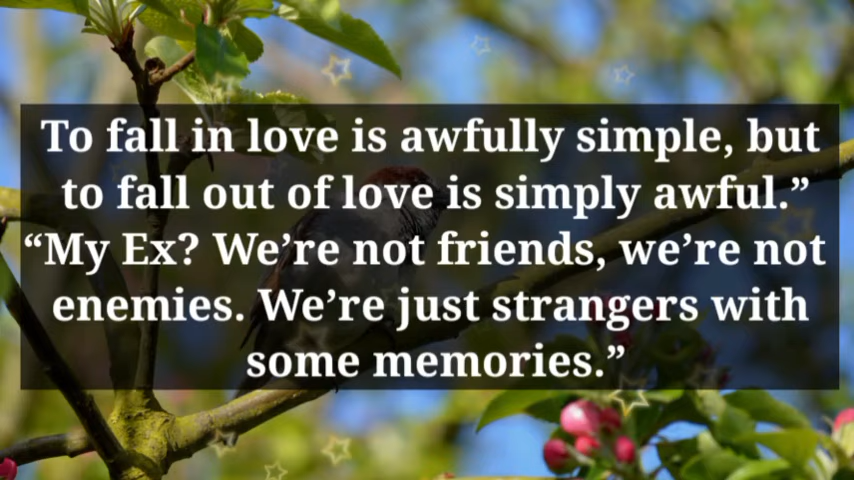 To fall in love is awfully simple, but
to fall out of love is simply awful.”
“My Ex? We’re not friends, we’re not
enemies. We’re just strangers with
some memories.”